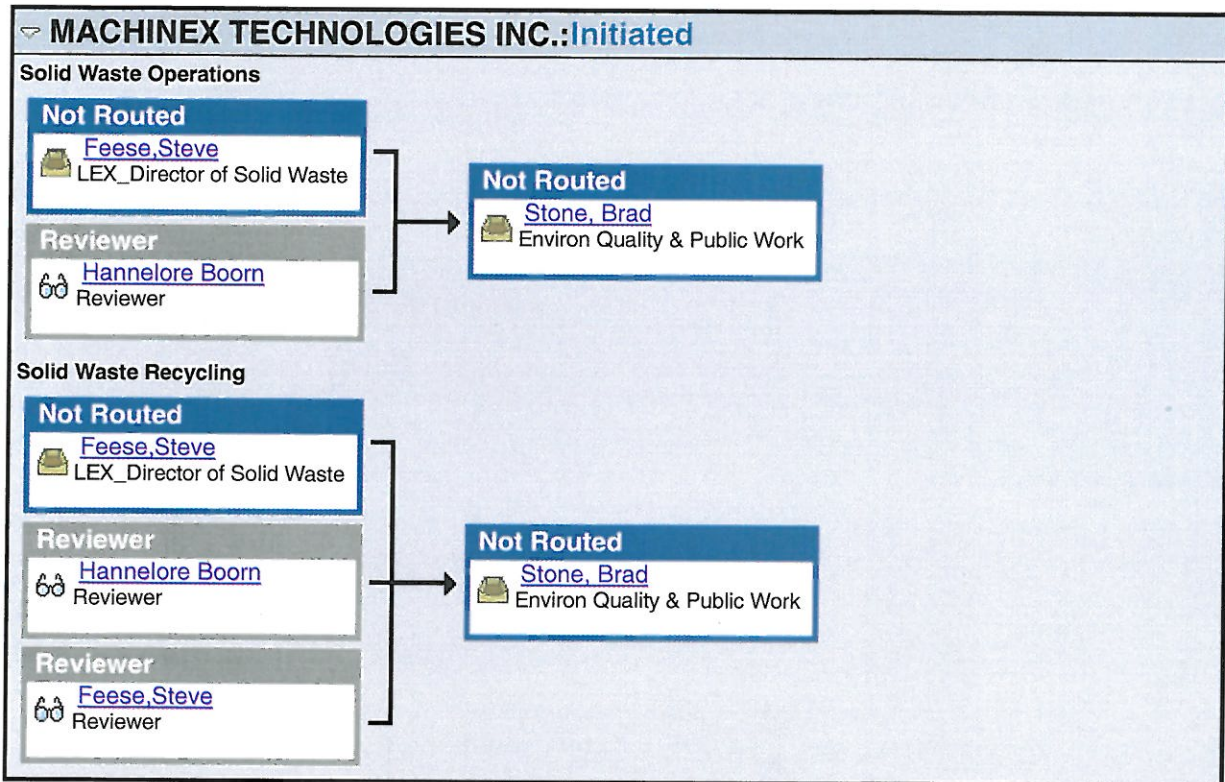 MACHINEX TECHNOLOGIES INC.:Initiated
Solid Waste Operations
Not Routed
Feese,Steve
LEX_Director of Solid Waste
Reviewer
Hannelore Boorn
Reviewer
Not Routed
Stone, Brad
Environ Quality & Public Work
Solid Waste Recycling
Not Routed
Feese,Steve
LEX_Director of Solid Waste
Reviewer
Hannelore Boorn
Reviewer
Reviewer
Feese,Steve
Reviewer
Not Routed
Stone, Brad
Environ Quality & Public Work